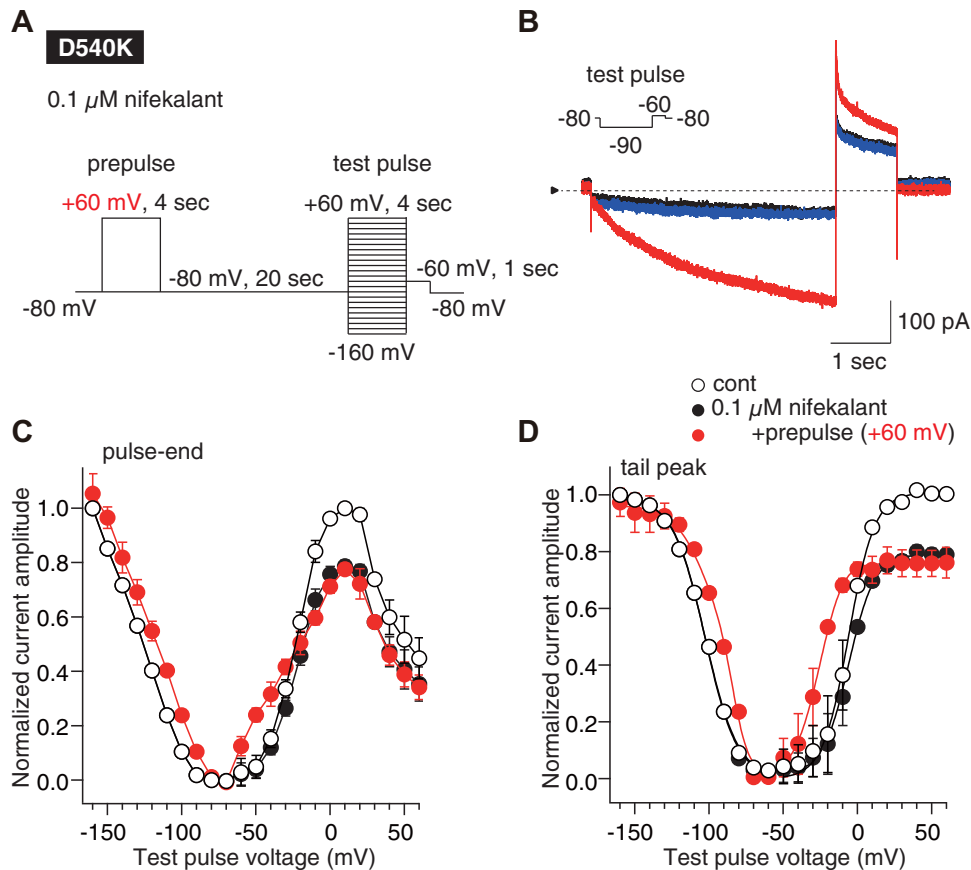 A
D540K
0.1 µM nifekalant
prepulse
test pulse
+60 mV, 4 sec
+60 mV, 4 sec
-60 mV, 1 sec
-80 mV, 20 sec
-80 mV
-80 mV
-160 mV
B
test pulse
-60
-80
-80
-90
100 pA
1 sec
cont
0.1 µM nifekalant
+prepulse (+60 mV)
C
pulse-end
Normalized current amplitude
1.0
0.8
0.6
0.4
0.2
0.0
-150
-100
-50
0
50
Test pulse voltage (mV)
D
tail peak
Normalized current amplitude
1.0
0.8
0.6
0.4
0.2
0.0
-150
-100
-50
0
50
Test pulse voltage (mV)